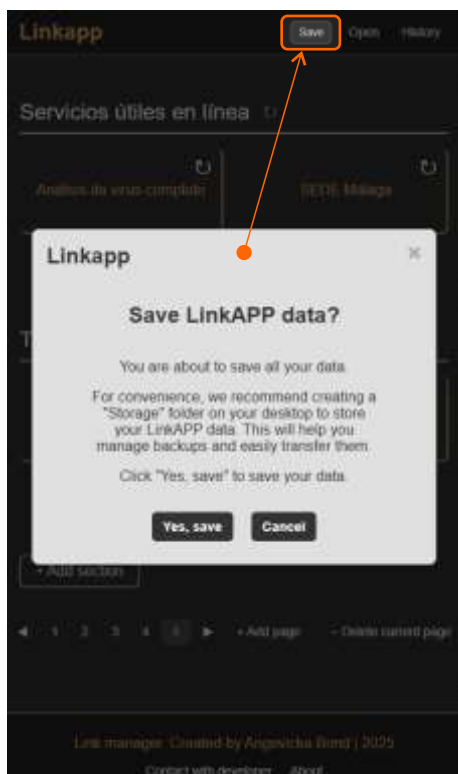 Linkapp
Save Open History
Servicios útiles en línea
Análisis de virus completo
SEDE Málaga
Linkapp
×
Save LinkAPP data?
You are about to save all your data.
For convenience, we recommend creating a
"Storage" folder on your desktop to store
your LinkAPP data. This will help you
manage backups and easily transfer them.
Click "Yes, save" to save your data.
Yes, save Cancel
T
+ Add section
◀ 1 2 3 4 5 ▶ + Add page - Delete current page
Link manager. Created by Bond | 2025
Contact with developer About